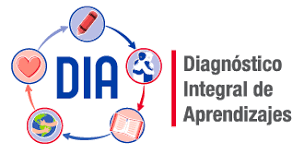 DIA
Diagnóstico
Integral de
Aprendizajes